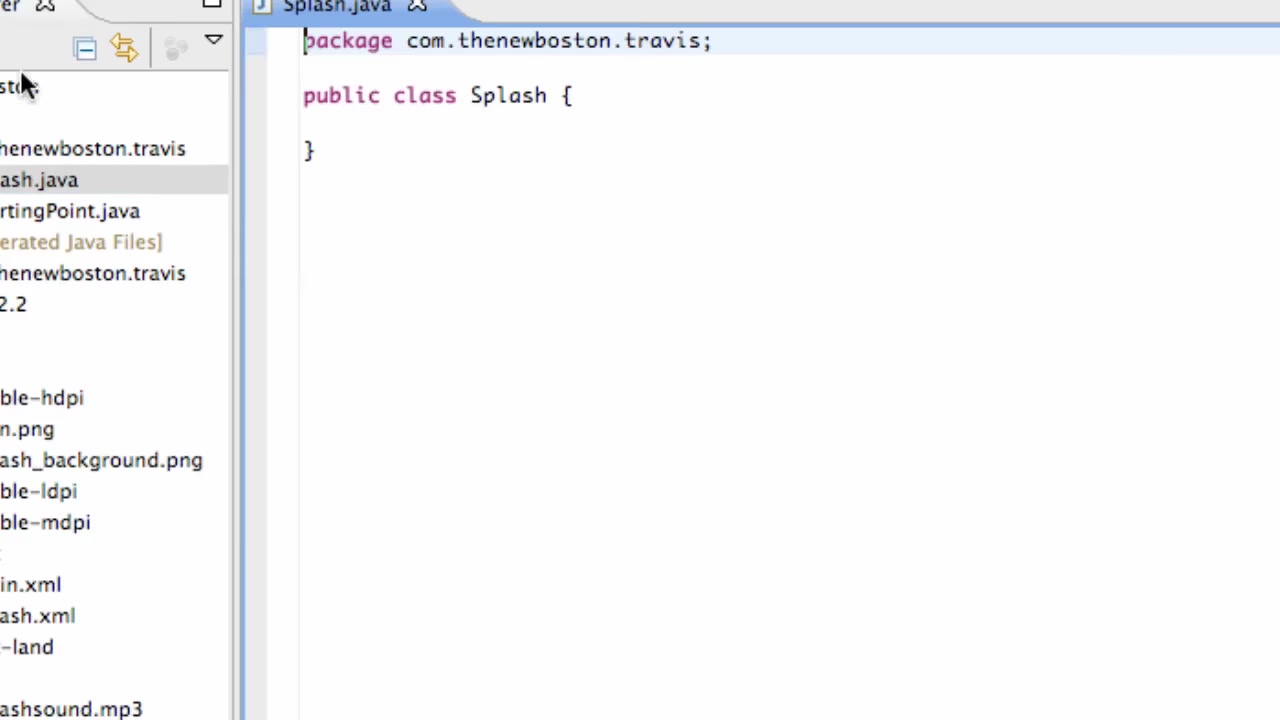 er
Splash.java
package com.thenewboston.travis;
public class Splash {
}
henewboston.travis
ash.java
rtingPoint.java
erated Java Files]
henewboston.travis
2.2
ble-hdpi
n.png
ash_background.png
ble-ldpi
ble-mdpi
in.xml
ash.xml
-land
ashsound.mp3